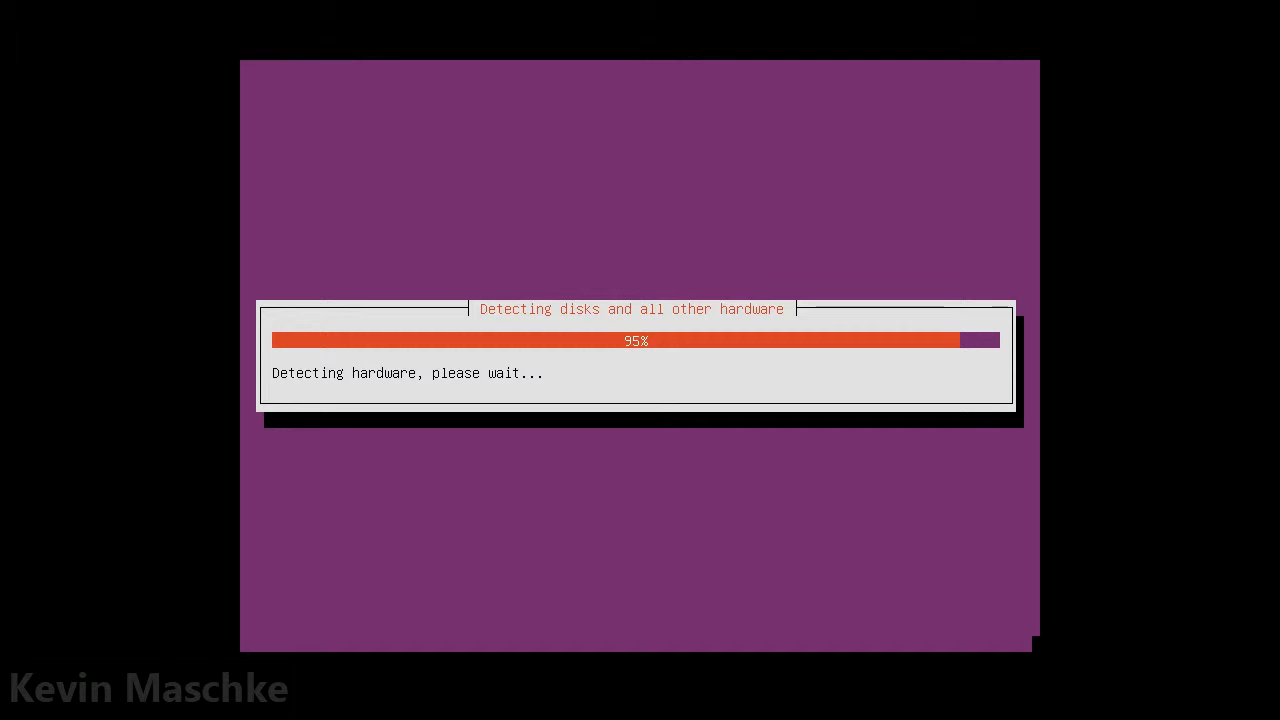 Detecting disks and all other hardware
95%
Detecting hardware, please wait...
Kevin Maschke